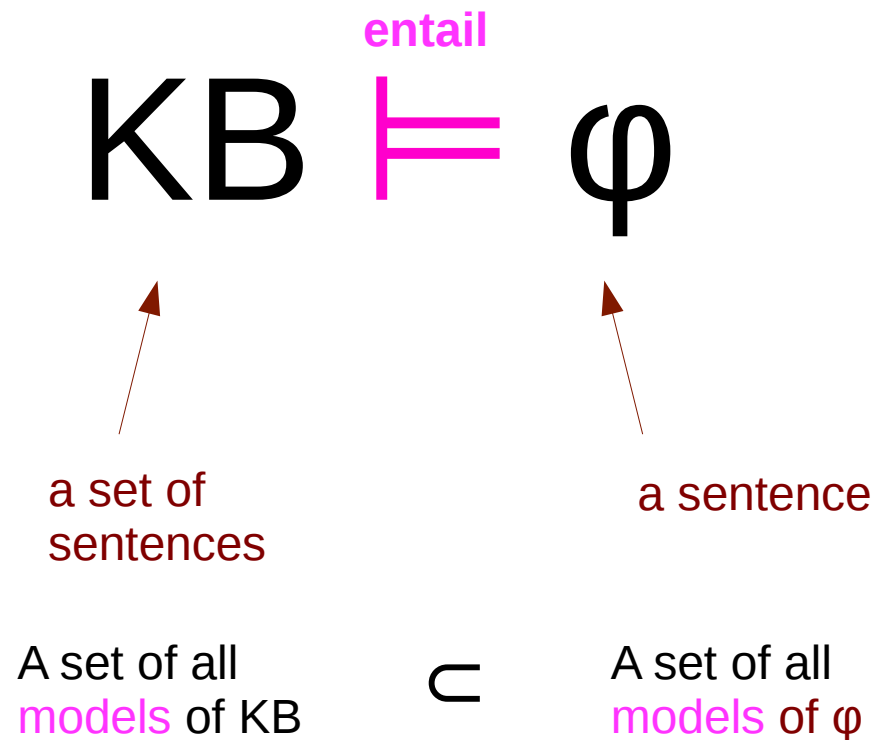 entail
KB ⊨ φ
a set of
sentences
a sentence
A set of all
models of KB
⊂
A set of all
models of φ